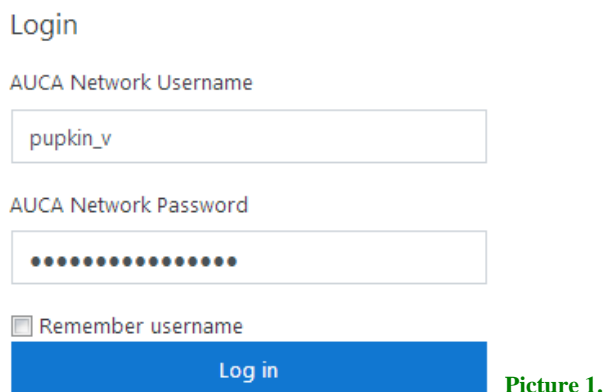 Login
AUCA Network Username
pupkin_v
AUCA Network Password
●●●●●●●●●●●●●●●●
Remember username
Log in
Picture 1.